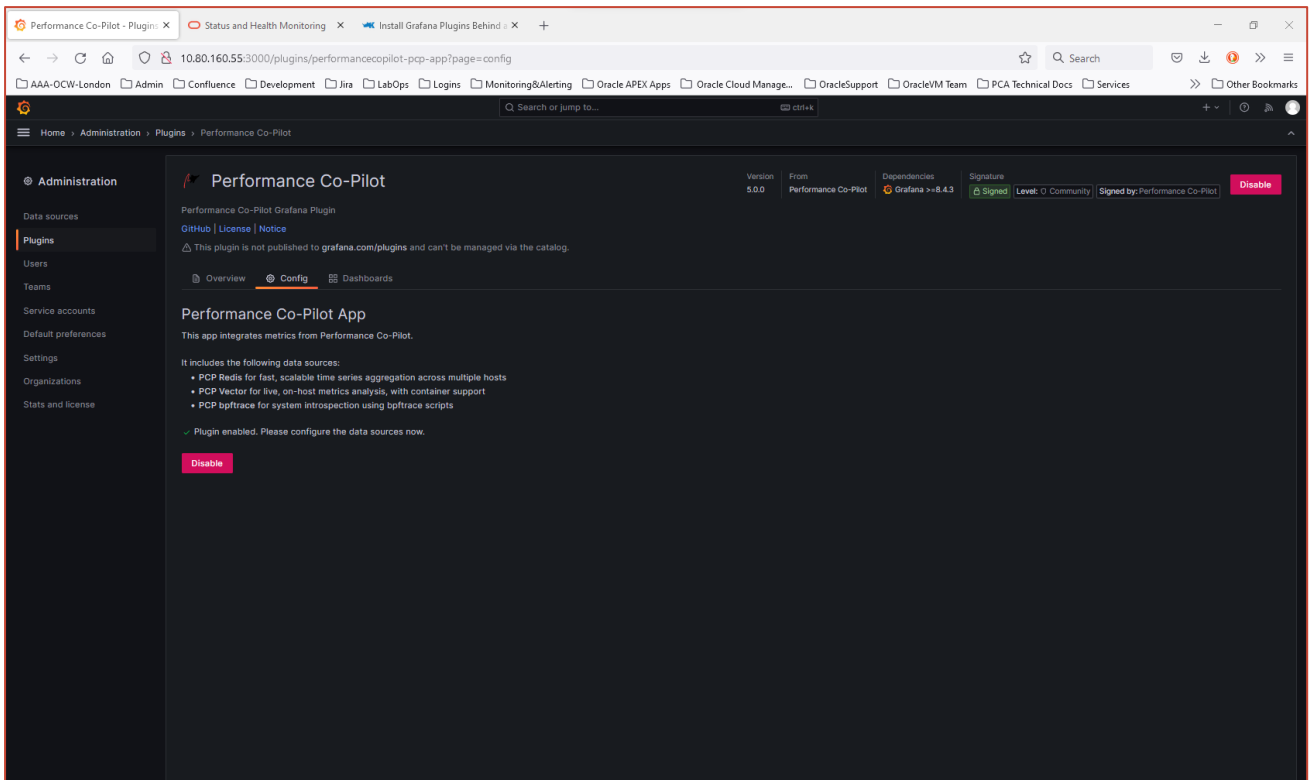 Performance Co-Pilot - Plugins
Status and Health Monitoring
Install Grafana Plugins Behind a
10.80.160.55:3000/plugins/performancecopilot-pcp-app?page=config
Search
AAA-OCW-London Admin Confluence Development Jira LabOps Logins Monitoring&Alerting Oracle APEX Apps Oracle Cloud Manage... OracleSupport OracleVM Team PCA Technical Docs Services Other Bookmarks
Search or jump to... ctrl+k
Home › Administration › Plugins › Performance Co-Pilot
Administration
Data sources
Plugins
Users
Teams
Service accounts
Default preferences
Settings
Organizations
Stats and license
Performance Co-Pilot
Version From Dependencies Signature
5.0.0 Performance Co-Pilot Grafana >=8.4.3 Signed Level: Community Signed by: Performance Co-Pilot
Disable
Performance Co-Pilot Grafana Plugin
GitHub | License | Notice
This plugin is not published to grafana.com/plugins and can't be managed via the catalog.
Overview Config Dashboards
Performance Co-Pilot App
This app integrates metrics from Performance Co-Pilot.
It includes the following data sources:
• PCP Redis for fast, scalable time series aggregation across multiple hosts
• PCP Vector for live, on-host metrics analysis, with container support
• PCP bpftrace for system introspection using bpftrace scripts
✓ Plugin enabled. Please configure the data sources now.
Disable